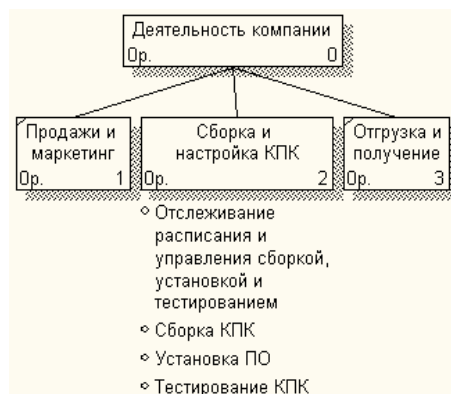 Деятельность компании
0р. 0
Продажи и
маркетинг
0р. 1
Сборка и
настройка КПК
0р. 2
Отгрузка и
получение
0р. 3
Отслеживание
расписания и
управления сборкой,
установкой и
тестированием
Сборка КПК
Установка ПО
Тестирование КПК